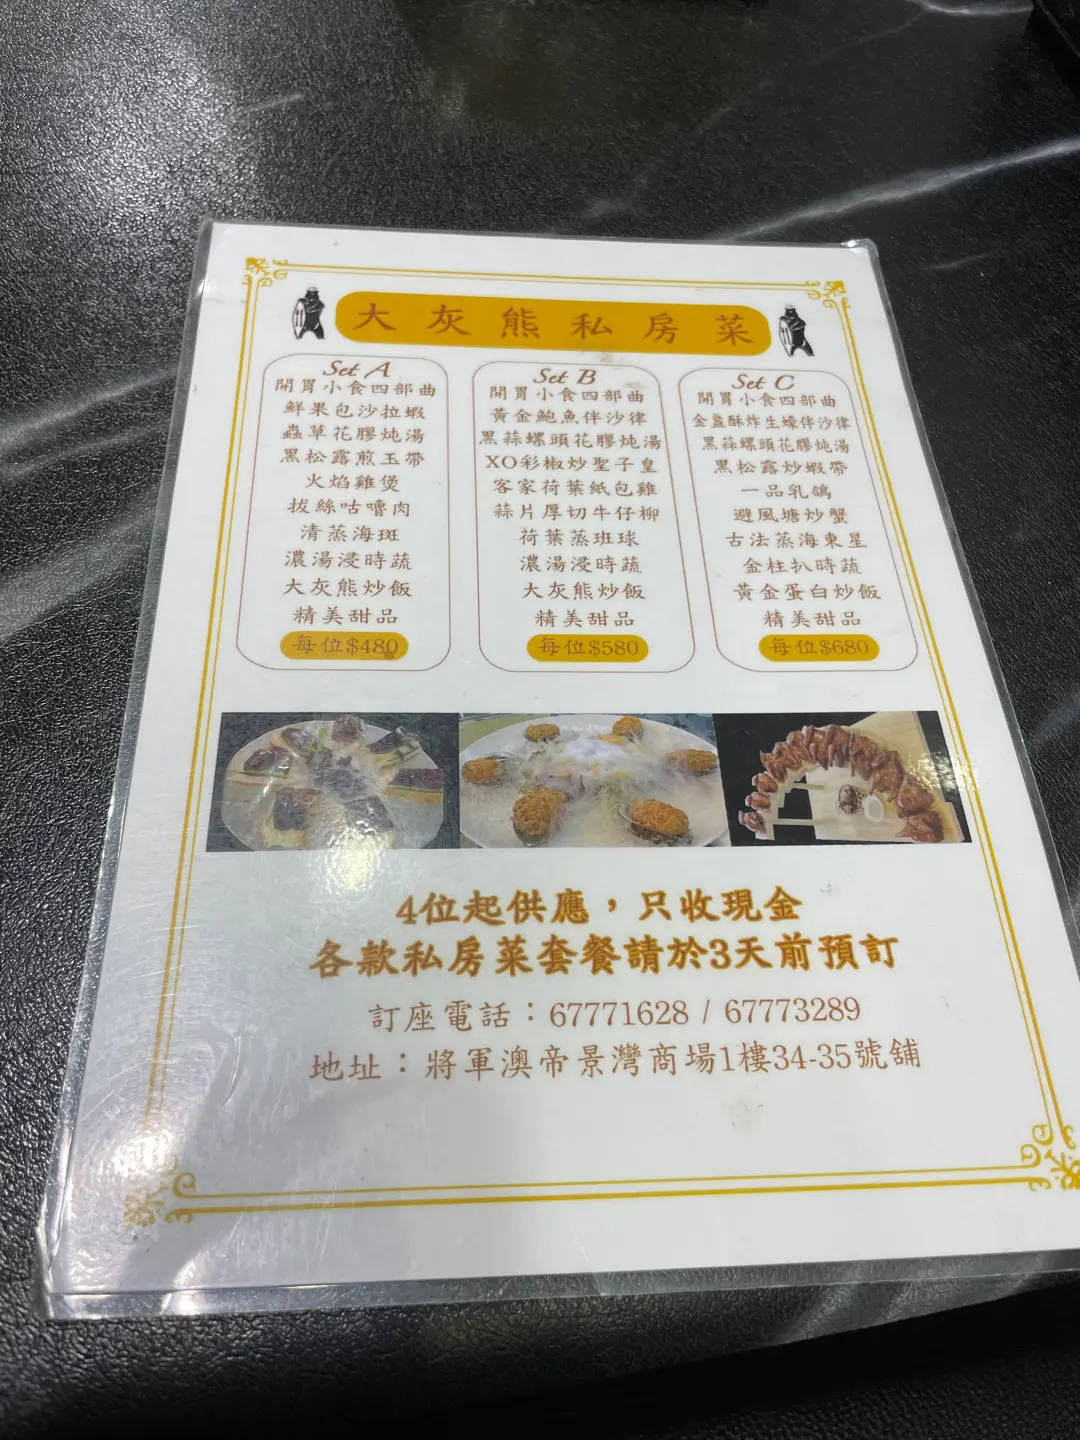 大灰熊私房菜
Set A
開胃小食四部曲
鮮果包沙拉蝦
蟲草花膠炖湯
黑松露煎玉帶
火焰雞煲
拔絲咕嚕肉
清蒸海斑
濃湯浸時蔬
大灰熊炒飯
精美甜品
每位$480
Set B
開胃小食四部曲
黃金鮑魚伴沙律
黑蒜螺頭花膠炖湯
XO彩椒炒聖子皇
客家荷葉紙包雞
蒜片厚切牛仔柳
荷葉蒸班球
濃湯浸時蔬
大灰熊炒飯
精美甜品
每位$580
Set C
開胃小食四部曲
金盞酥炸生蠔伴沙律
黑蒜螺頭花膠炖湯
黑松露炒蝦帶
一品乳鴿
避風塘炒蟹
古法蒸海東星
金柱扒時蔬
黃金蛋白炒飯
精美甜品
每位$680
4位起供應，只收現金
各款私房菜套餐請於3天前預訂
訂座電話：67771628 / 67773289
地址：將軍澳帝景灣商場1樓34-35號舖